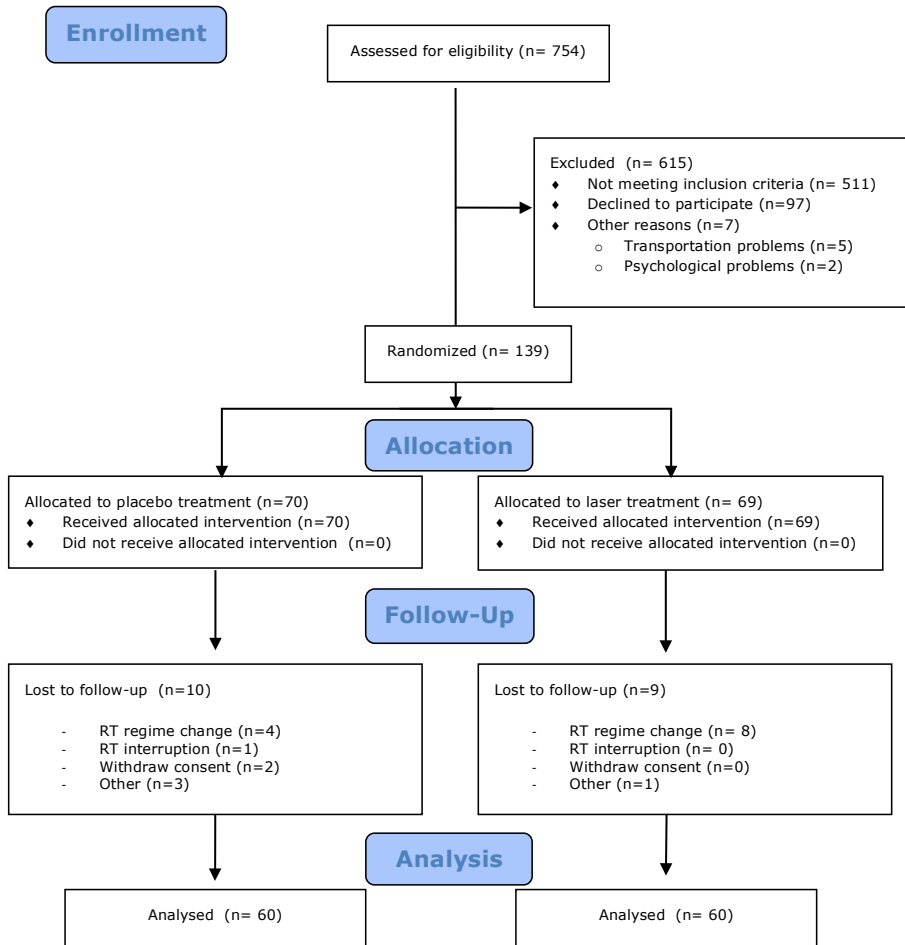 Enrollment
Assessed for eligibility (n= 754)
Excluded (n= 615)
♦ Not meeting inclusion criteria (n= 511)
♦ Declined to participate (n=97)
♦ Other reasons (n=7)
o Transportation problems (n=5)
o Psychological problems (n=2)
Randomized (n= 139)
Allocation
Allocated to placebo treatment (n=70)
♦ Received allocated intervention (n=70)
♦ Did not receive allocated intervention (n=0)
Allocated to laser treatment (n= 69)
♦ Received allocated intervention (n=69)
♦ Did not receive allocated intervention (n=0)
Follow-Up
Lost to follow-up (n=10)
- RT regime change (n=4)
- RT interruption (n=1)
- Withdraw consent (n=2)
- Other (n=3)
Lost to follow-up (n=9)
- RT regime change (n= 8)
- RT interruption (n= 0)
- Withdraw consent (n=0)
- Other (n=1)
Analysis
Analysed (n= 60)
Analysed (n= 60)